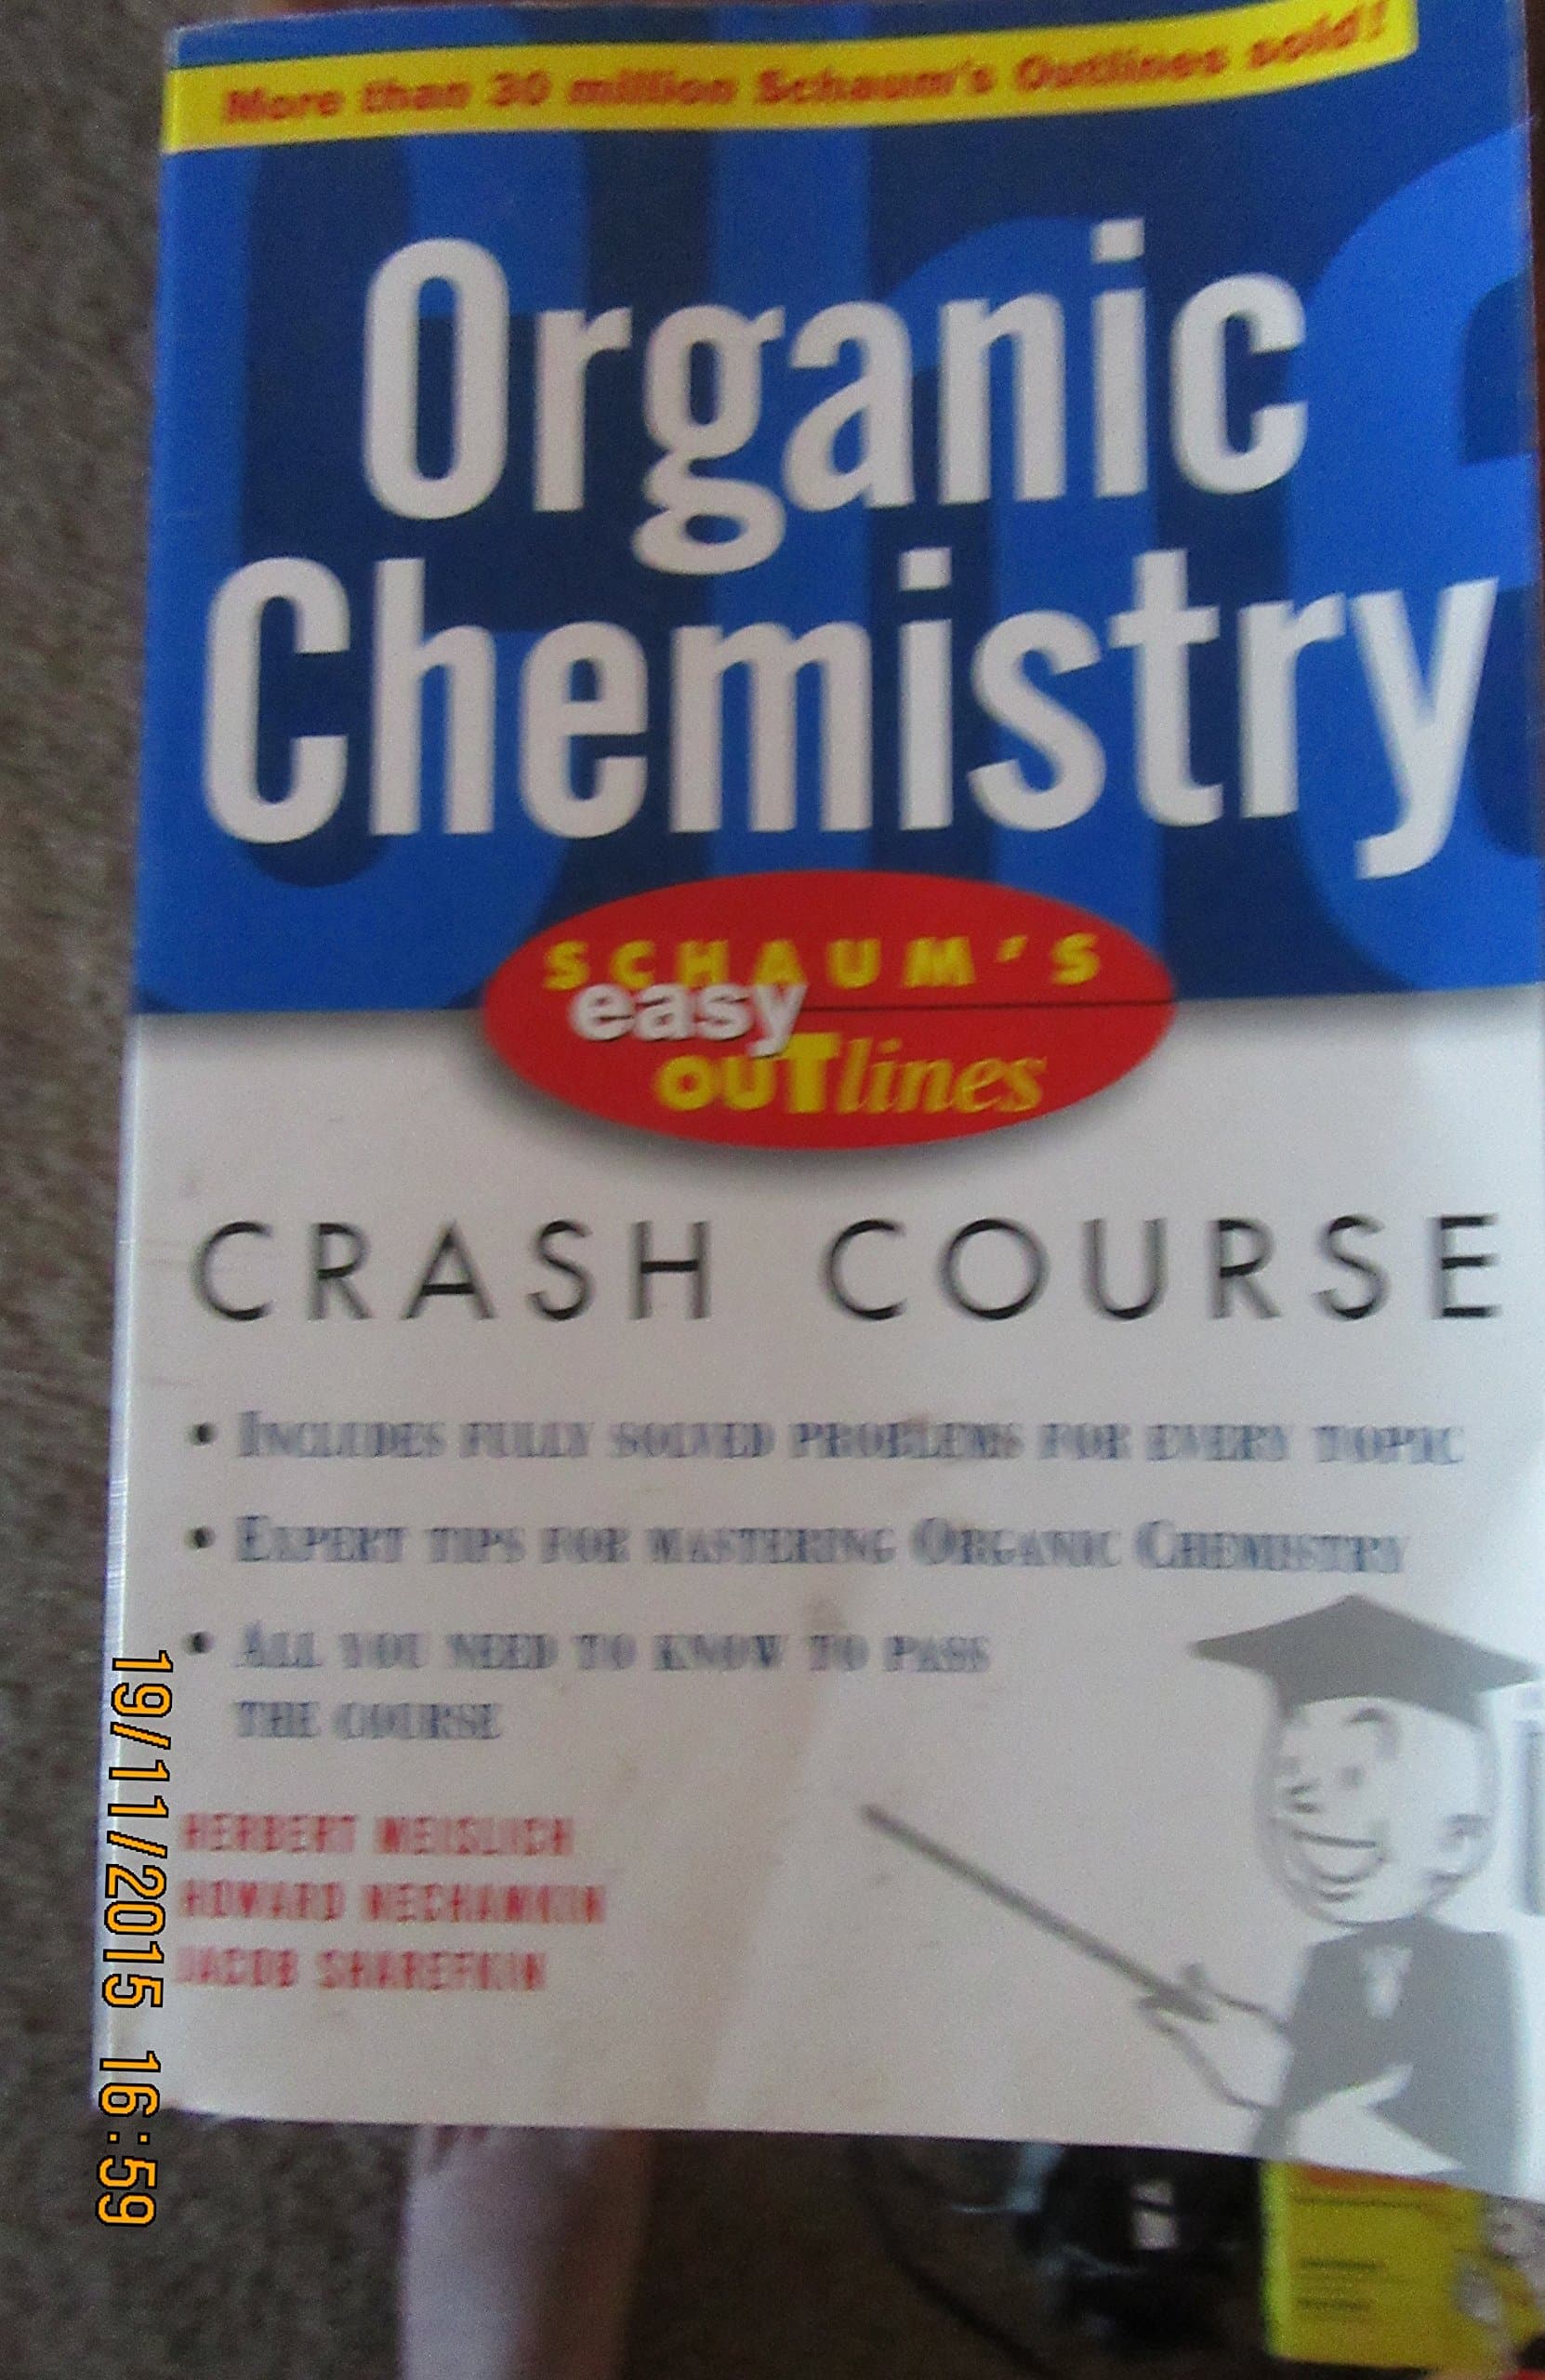 More than 30 million Schaum's Outlines sold!
Organic
Chemistry
SCHAUM'S
easy
OUTlines
CRASH COURSE
• INCLUDES FULLY SOLVED PROBLEMS FOR EVERY TOPIC
• EXPERT TIPS FOR MASTERING ORGANIC CHEMISTRY
• ALL YOU NEED TO KNOW TO PASS
THE COURSE
HERBERT MEISLICH
HOWARD NECHAMKIN
JACOB SHAREFKIN
19/11/2015 16:59